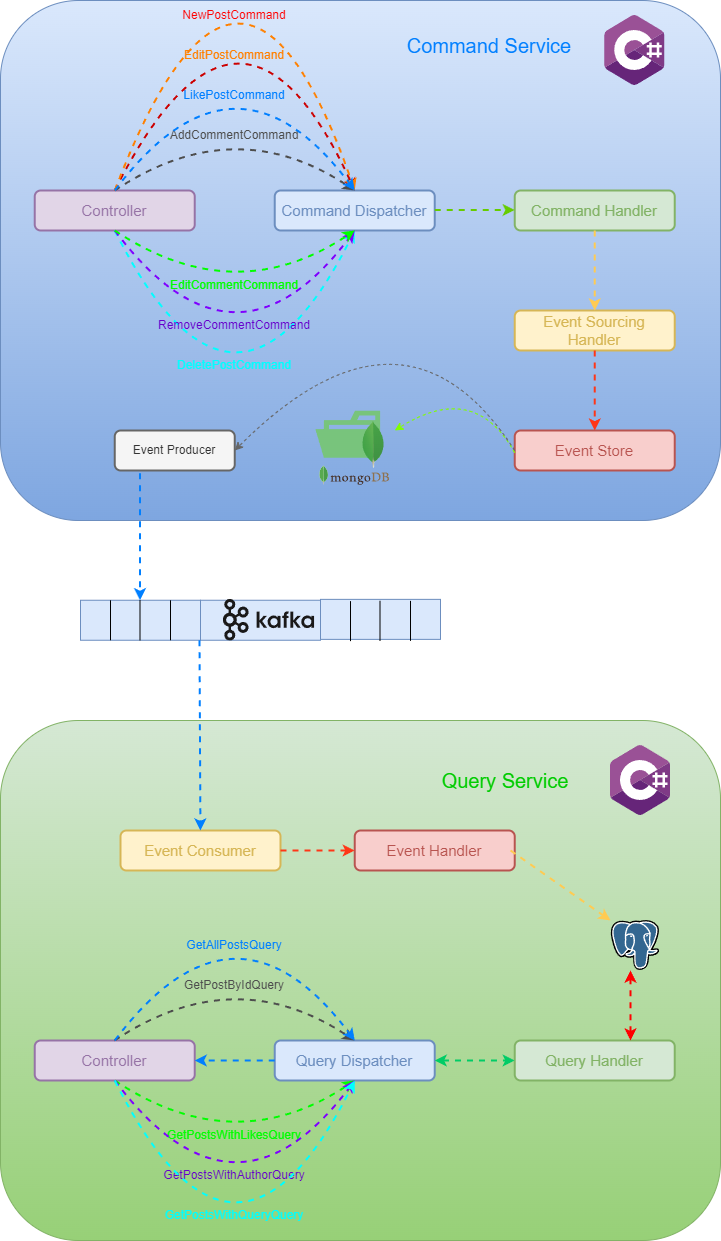 NewPostCommand
Command Service
C#
EditPostCommand
LikePostCommand
AddCommentCommand
Controller
Command Dispatcher
Command Handler
EditCommentCommand
RemoveCommentCommand
DeletePostCommand
Event Sourcing
Handler
Event Producer
Event Store
mongoDB
kafka
Query Service
C#
Event Consumer
Event Handler
GetAllPostsQuery
GetPostByIdQuery
Controller
Query Dispatcher
Query Handler
GetPostsWithLikesQuery
GetPostsWithAuthorQuery
GetPostsWithQueryQuery